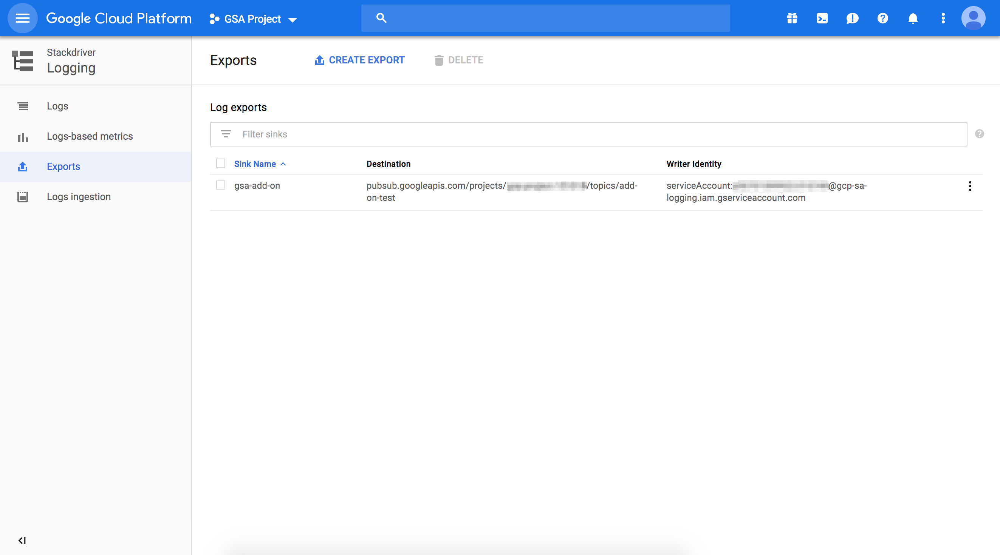 Google Cloud Platform
GSA Project
Stackdriver
Logging
Exports
CREATE EXPORT
DELETE
Logs
Logs-based metrics
Exports
Logs ingestion
Log exports
Filter sinks
Sink Name
Destination
Writer Identity
gsa-add-on
pubsub.googleapis.com/projects/ /topics/add-
on-test
serviceAccount: @gcp-sa-
logging.iam.gserviceaccount.com